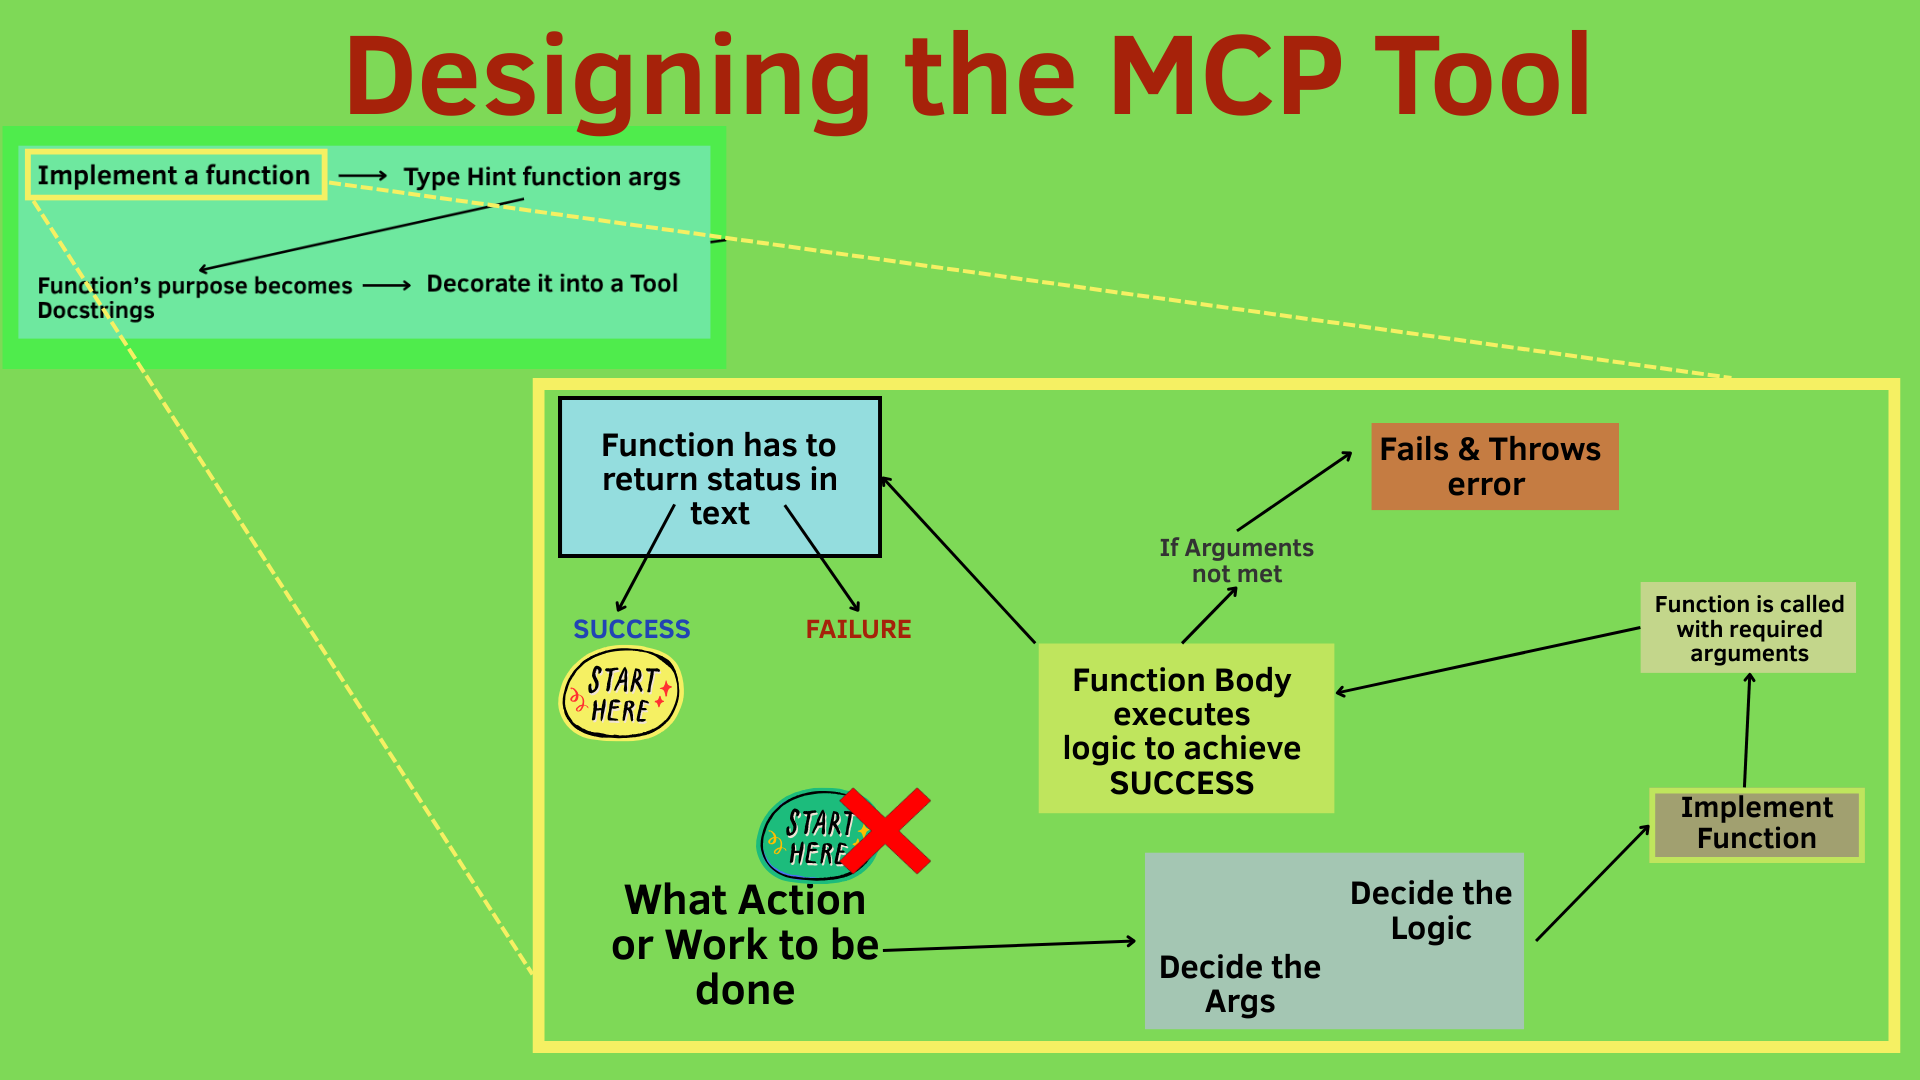 Designing the MCP Tool
Implement a function
Type Hint function args
Function's purpose becomes
Docstrings
Decorate it into a Tool
Function has to
return status in
text
SUCCESS
FAILURE
START
HERE
If Arguments
not met
Fails & Throws
error
Function is called
with required
arguments
Function Body
executes
logic to achieve
SUCCESS
Implement
Function
START
HERE
What Action
or Work to be
done
Decide the
Logic
Decide the
Args